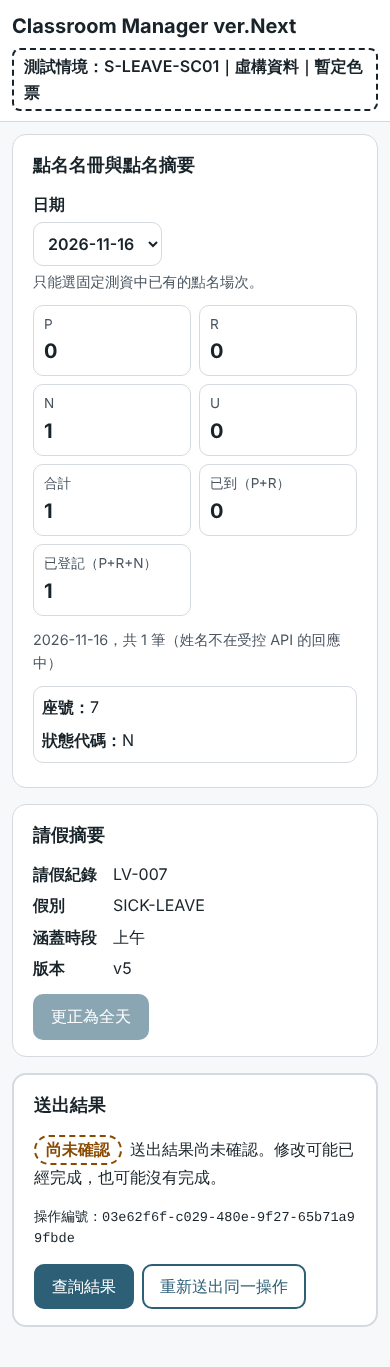 Classroom Manager ver.Next
測試情境：S-LEAVE-SC01｜虛構資料｜暫定色
票
點名名冊與點名摘要
日期
2026-11-16
只能選固定測資中已有的點名場次。
P
0
R
0
N
1
U
0
合計
1
已到（P+R）
0
已登記（P+R+N）
1
2026-11-16，共 1 筆（姓名不在受控 API 的回應
中）
座號：7
狀態代碼：N
請假摘要
請假紀錄 LV-007
假別 SICK-LEAVE
涵蓋時段 上午
版本 v5
更正為全天
送出結果
尚未確認 送出結果尚未確認。修改可能已
經完成，也可能沒有完成。
操作編號：03e62f6f-c029-480e-9f27-65b71a9
9fbde
查詢結果 重新送出同一操作